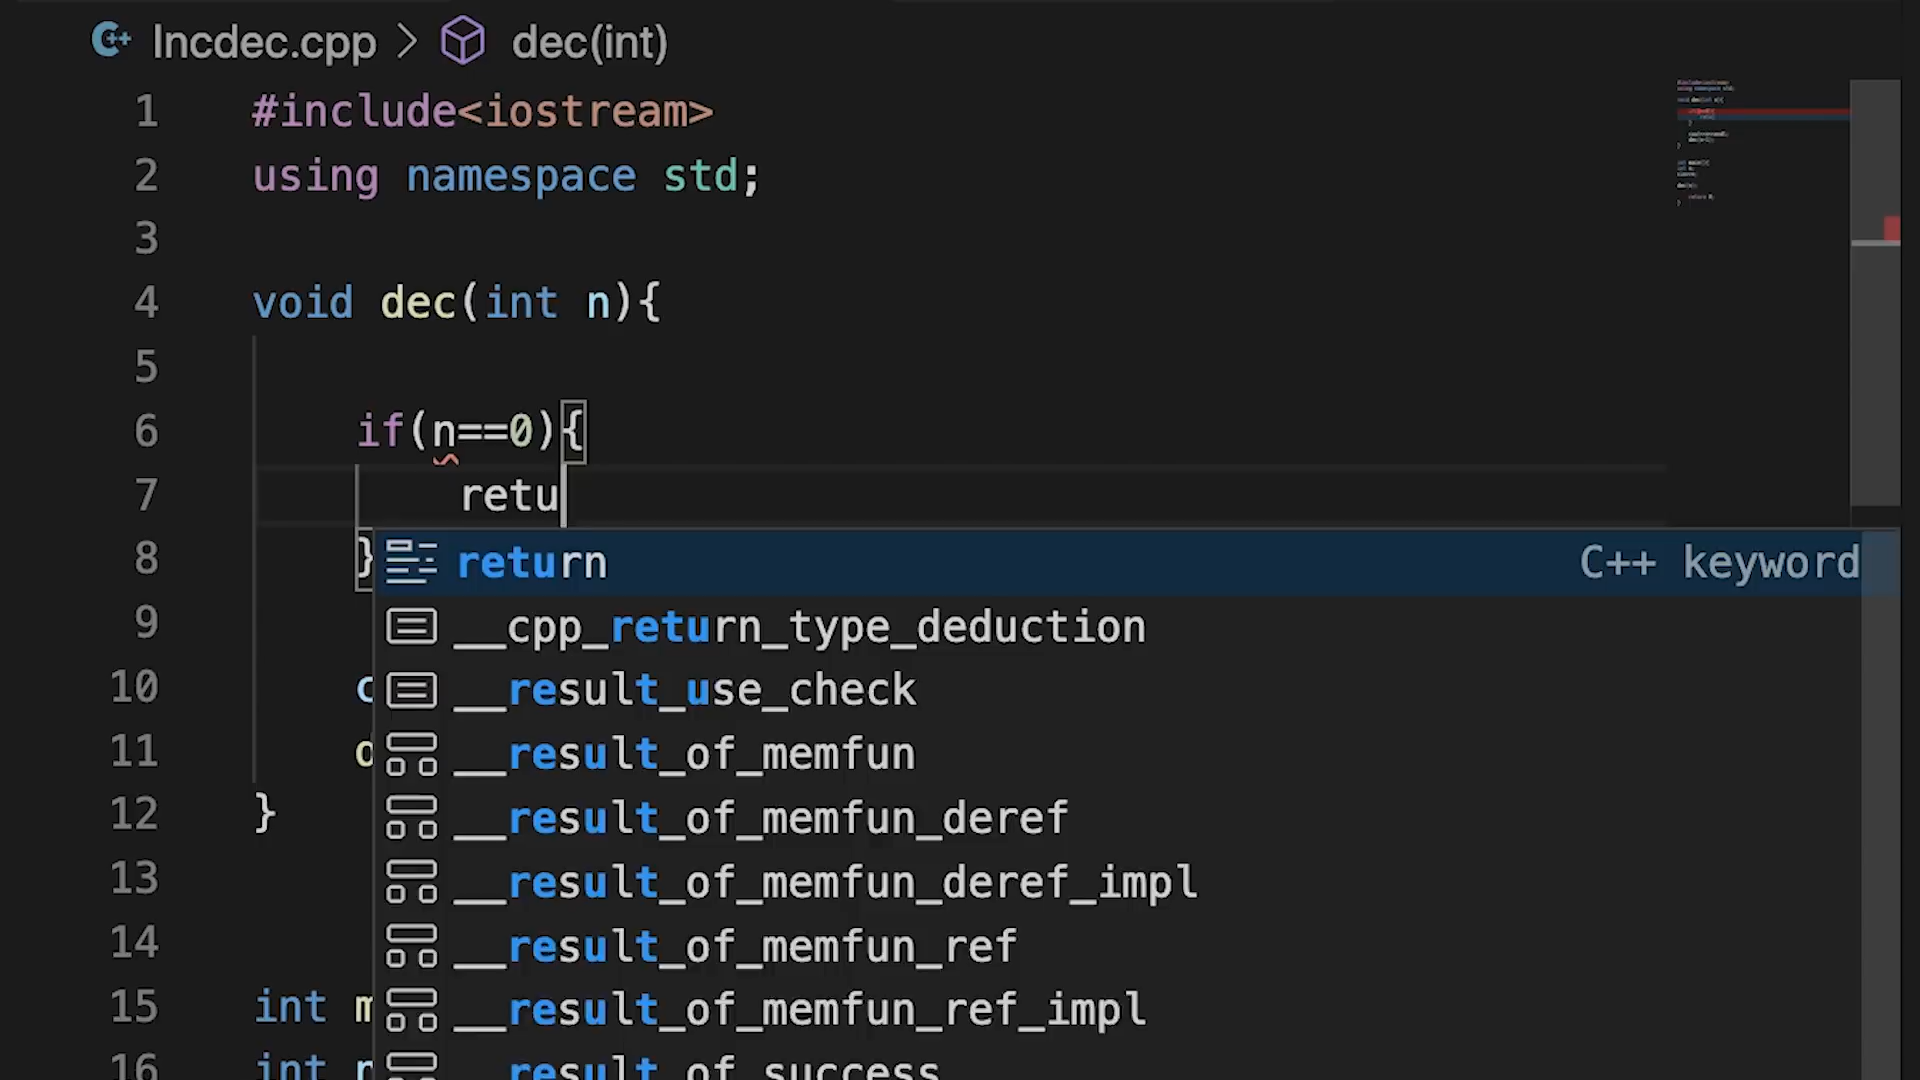 Incdec.cpp > dec(int)
1 #include<iostream>
2 using namespace std;
3
4 void dec(int n){
5
6 if(n==0){
7 retu
8 }
return C++ keyword
__cpp_return_type_deduction
9
__result_use_check
10 c
__result_of_memfun
11
__result_of_memfun_deref
12 }
__result_of_memfun_deref_impl
13
__result_of_memfun_ref
14
__result_of_memfun_ref_impl
15 int m
__result_of_success
16 int n